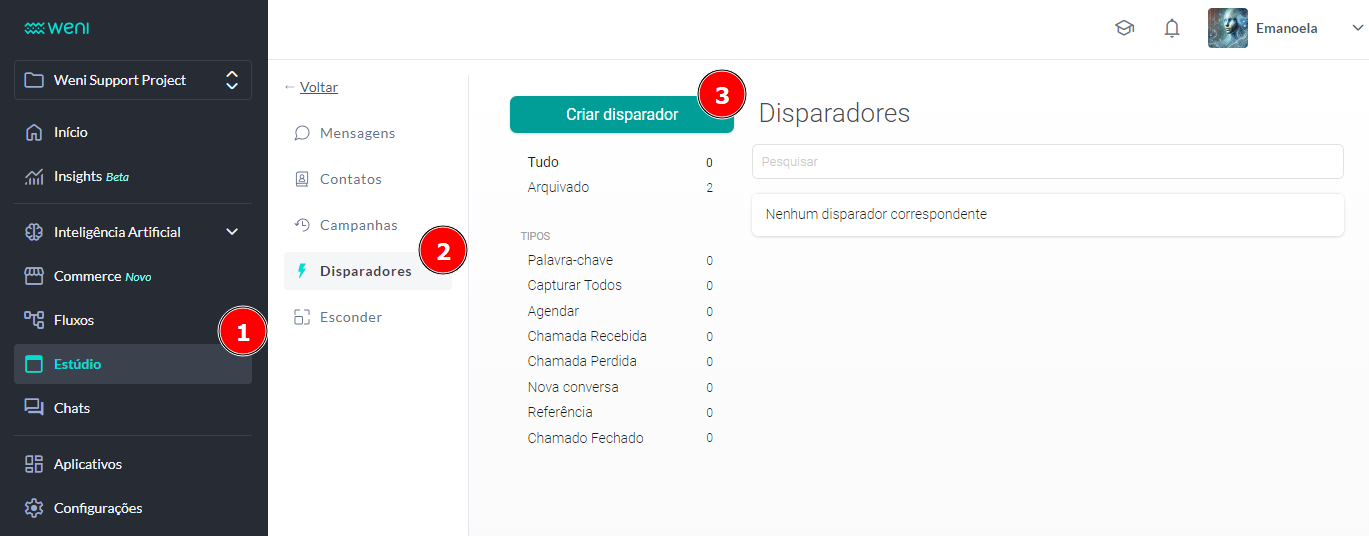 weni
Emanoela
Weni Support Project
Início
Insights Beta
Inteligência Artificial
Commerce Novo
Fluxos
1
Estúdio
Chats
Aplicativos
Configurações
← Voltar
Mensagens
Contatos
Campanhas
2
Disparadores
Esconder
3
Criar disparador
Tudo 0
Arquivado 2
TIPOS
Palavra-chave 0
Capturar Todos 0
Agendar 0
Chamada Recebida 0
Chamada Perdida 0
Nova conversa 0
Referência 0
Chamado Fechado 0
Disparadores
Pesquisar
Nenhum disparador correspondente